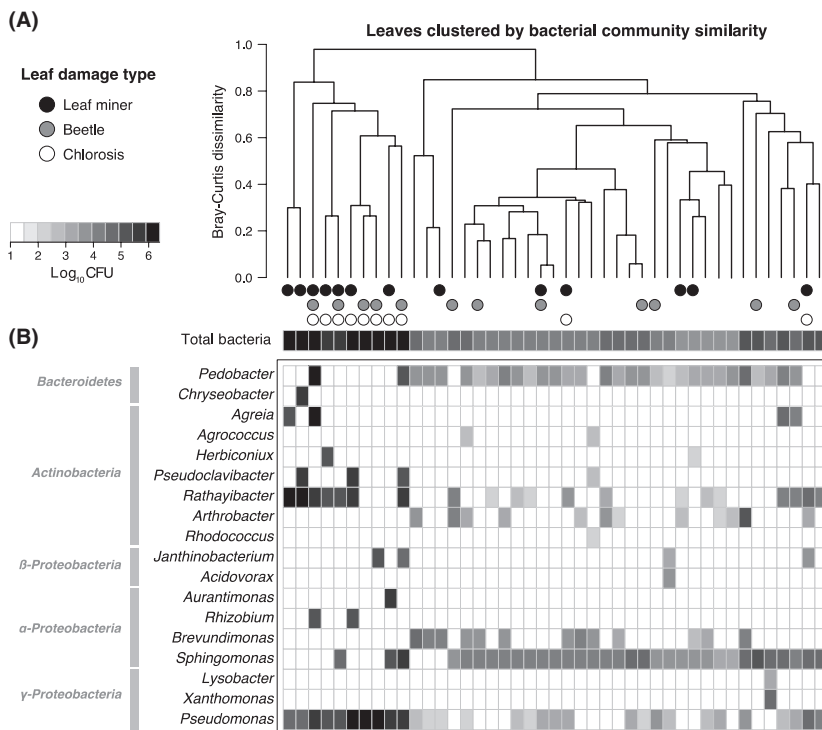 (A)
Leaves clustered by bacterial community similarity
Leaf damage type
Leaf miner
Beetle
Chlorosis
1 2 3 4 5 6
Log10CFU
Bray-Curtis dissimilarity
1.0
0.8
0.6
0.4
0.2
0.0
(B)
Total bacteria
Bacteroidetes
Pedobacter
Chryseobacter
Actinobacteria
Agreia
Agrococcus
Herbiconiux
Pseudoclavibacter
Rathayibacter
Arthrobacter
Rhodococcus
ß-Proteobacteria
Janthinobacterium
Acidovorax
α-Proteobacteria
Aurantimonas
Rhizobium
Brevundimonas
Sphingomonas
γ-Proteobacteria
Lysobacter
Xanthomonas
Pseudomonas